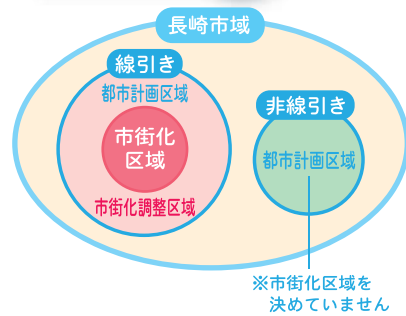 長崎市域
線引き
都市計画区域
市街化
区域
市街化調整区域
非線引き
都市計画区域
※市街化区域を
決めていません